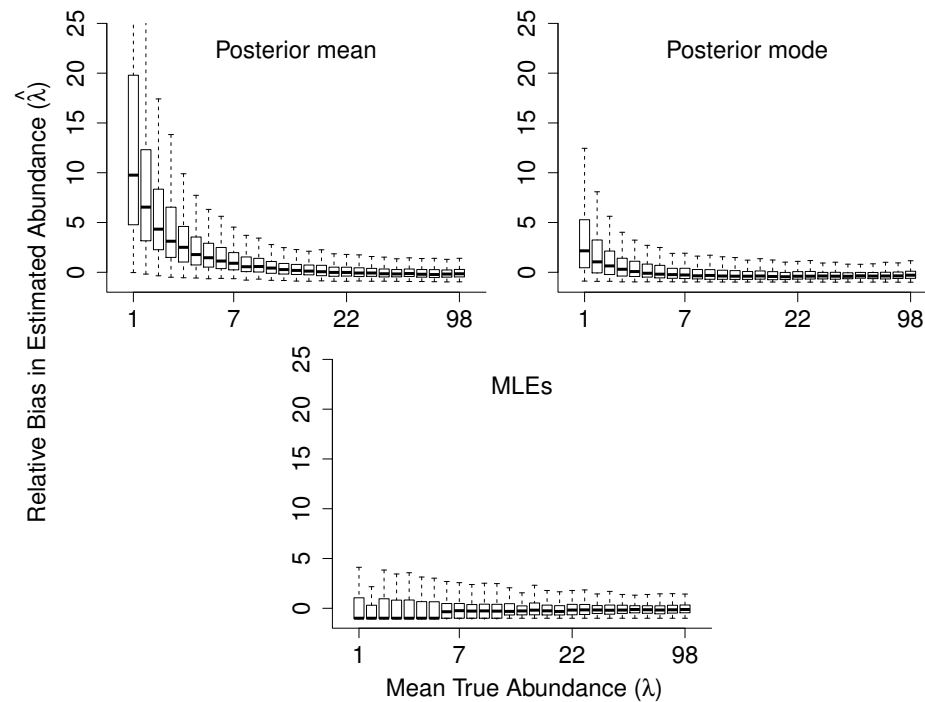 Relative Bias in Estimated Abundance (λ̂)
Posterior mean
25
20
15
10
5
0
1 7 22 98
Posterior mode
25
20
15
10
5
0
1 7 22 98
MLEs
25
20
15
10
5
0
1 7 22 98
Mean True Abundance (λ)